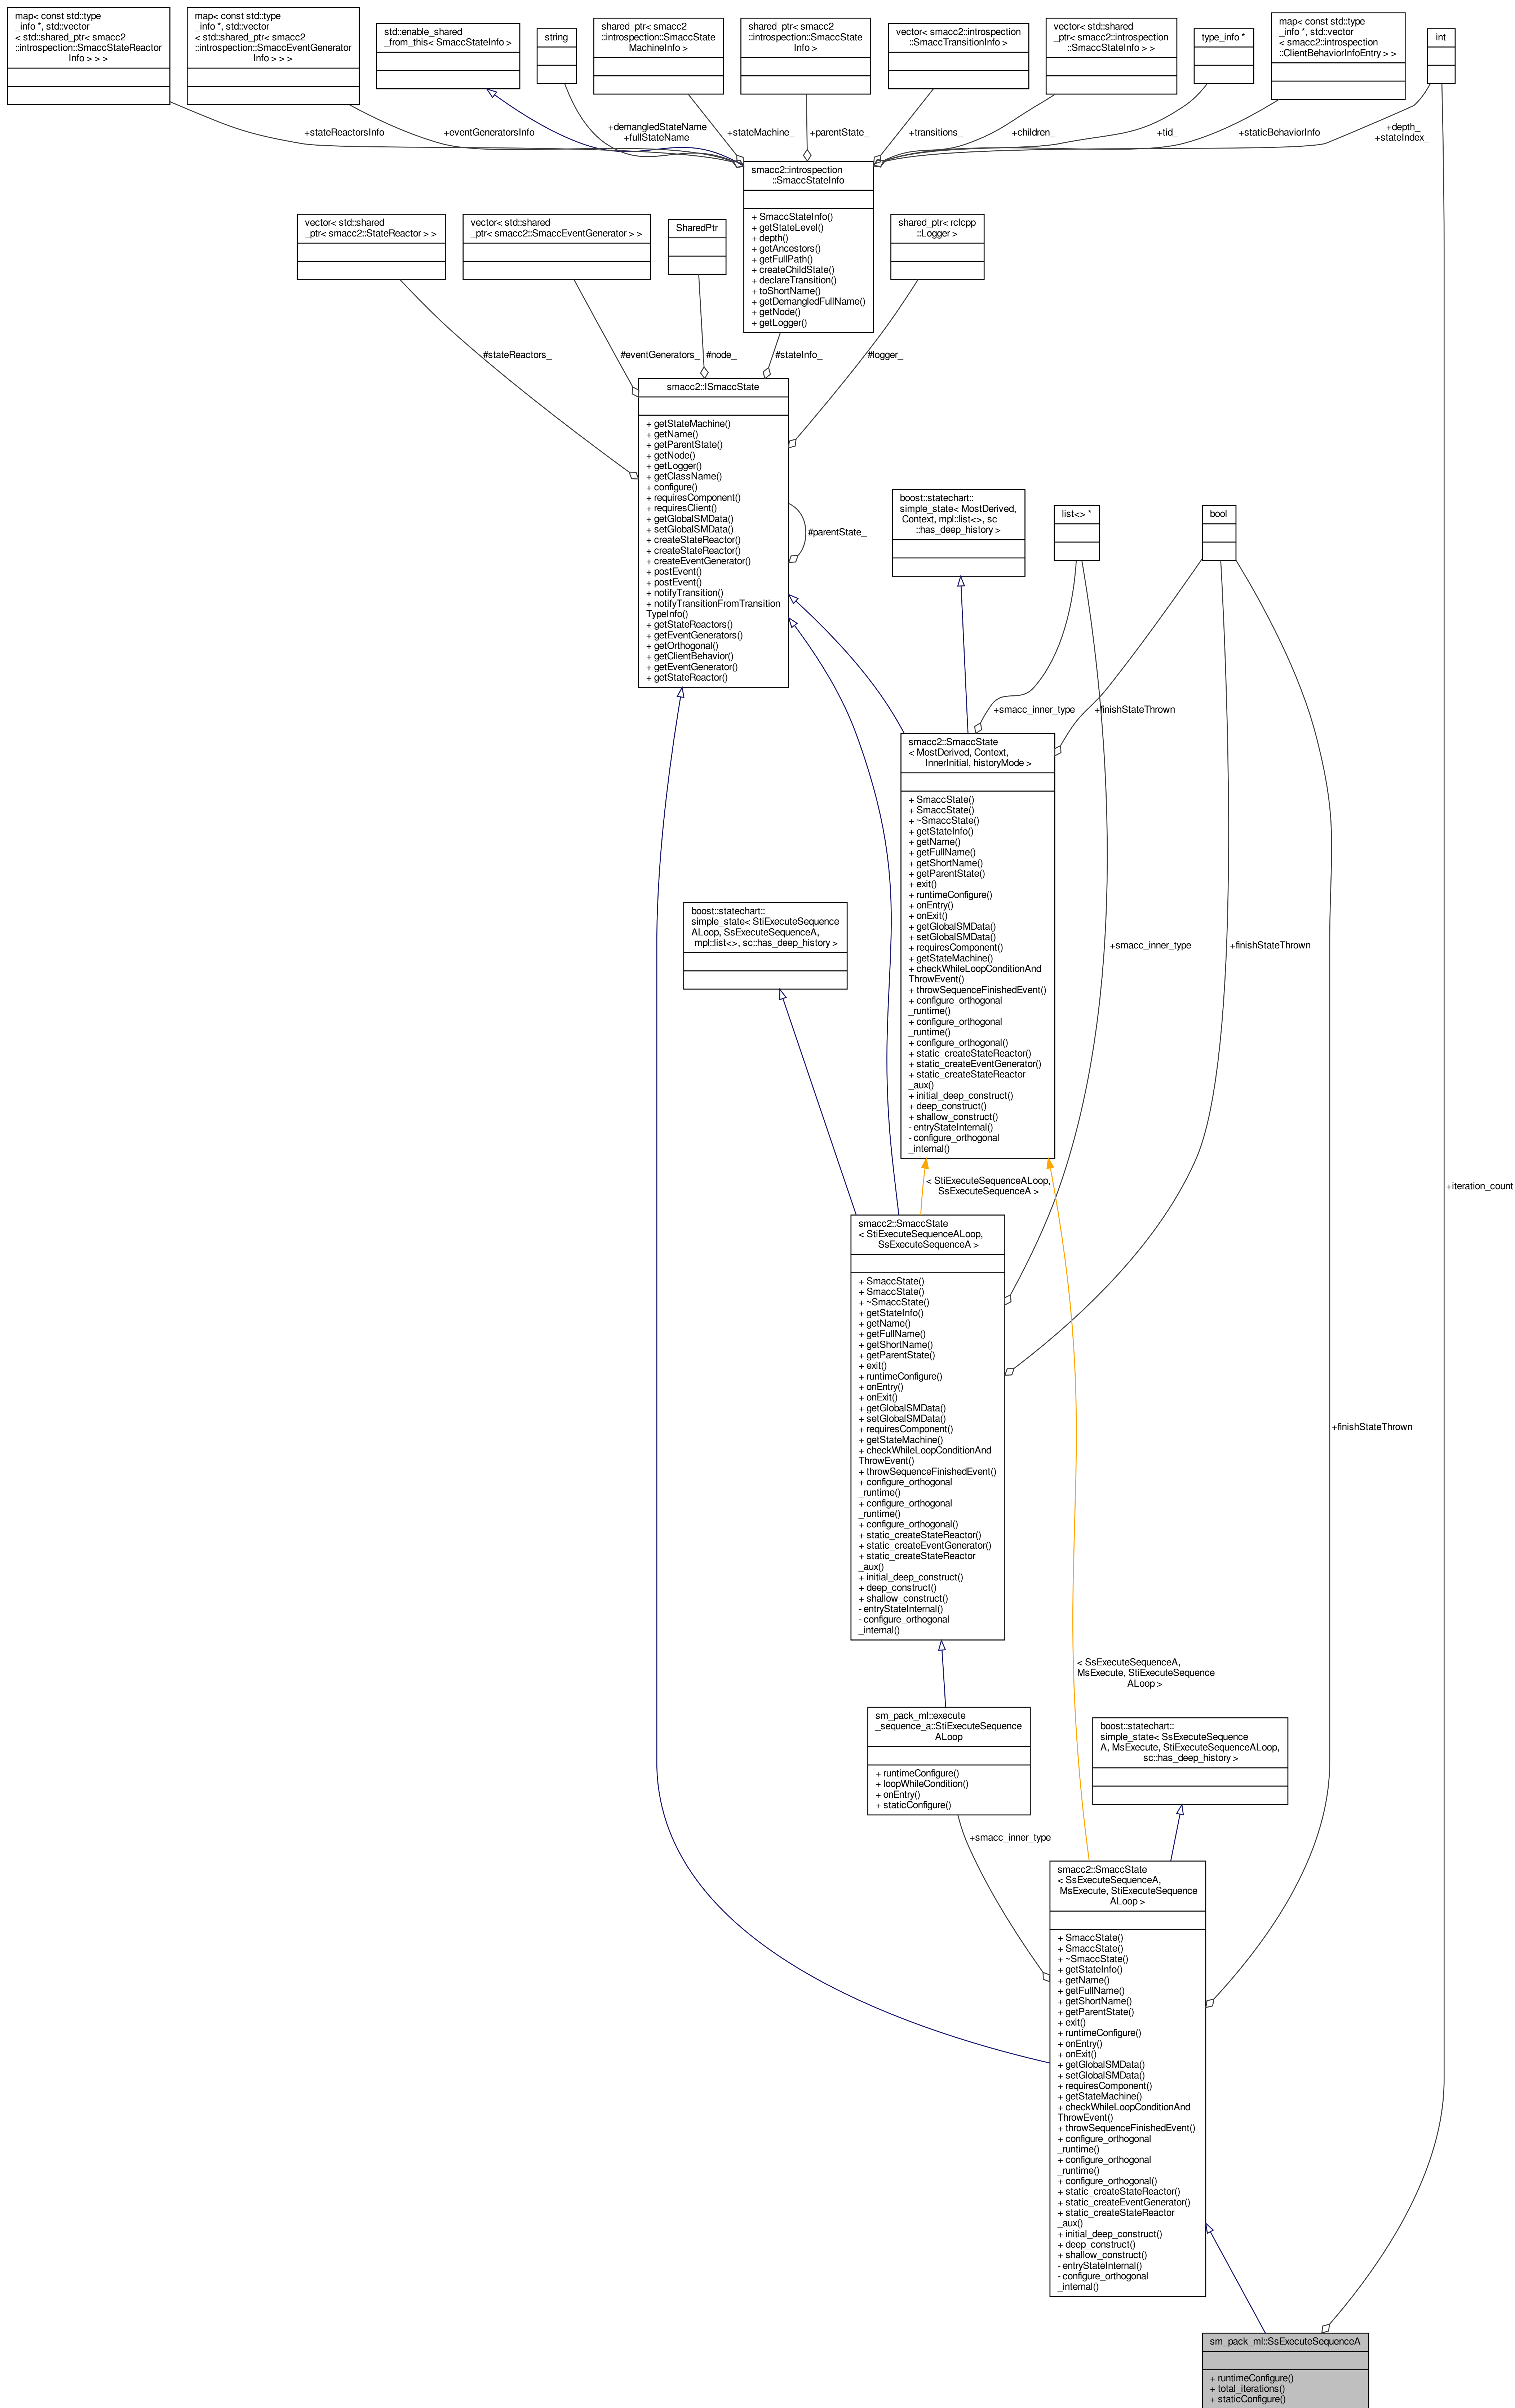 map< const std::type
_info *, std::vector
< std::shared_ptr< smacc2
::introspection::SmaccStateReactor
Info > > >
map< const std::type
_info *, std::vector
< std::shared_ptr< smacc2
::introspection::SmaccEventGenerator
Info > > >
std::enable_shared
_from_this< SmaccStateInfo >
string
shared_ptr< smacc2
::introspection::SmaccState
MachineInfo >
shared_ptr< smacc2
::introspection::SmaccState
Info >
vector< smacc2::introspection
::SmaccTransitionInfo >
vector< std::shared
_ptr< smacc2::introspection
::SmaccStateInfo > >
type_info *
map< const std::type
_info *, std::vector
< smacc2::introspection
::ClientBehaviorInfoEntry > >
int
+stateReactorsInfo
+eventGeneratorsInfo
+demangledStateName
+fullStateName
+stateMachine_
+parentState_
+transitions_
+children_
+tid_
+staticBehaviorInfo
+depth_
+stateIndex_
smacc2::introspection
::SmaccStateInfo
+ SmaccStateInfo()
+ getStateLevel()
+ depth()
+ getAncestors()
+ getFullPath()
+ createChildState()
+ declareTransition()
+ toShortName()
+ getDemangledFullName()
+ getNode()
+ getLogger()
vector< std::shared
_ptr< smacc2::StateReactor > >
vector< std::shared
_ptr< smacc2::SmaccEventGenerator > >
SharedPtr
shared_ptr< rclcpp
::Logger >
#stateReactors_
#eventGenerators_
#node_
#stateInfo_
#logger_
smacc2::ISmaccState
+ getStateMachine()
+ getName()
+ getParentState()
+ getNode()
+ getLogger()
+ getClassName()
+ configure()
+ requiresComponent()
+ requiresClient()
+ getGlobalSMData()
+ setGlobalSMData()
+ createStateReactor()
+ createStateReactor()
+ createEventGenerator()
+ postEvent()
+ postEvent()
+ notifyTransition()
+ notifyTransitionFromTransition
TypeInfo()
+ getStateReactors()
+ getEventGenerators()
+ getOrthogonal()
+ getClientBehavior()
+ getEventGenerator()
+ getStateReactor()
#parentState_
boost::statechart::
simple_state< MostDerived,
Context, mpl::list<>, sc
::has_deep_history >
list<> *
bool
+smacc_inner_type
+finishStateThrown
smacc2::SmaccState
< MostDerived, Context,
InnerInitial, historyMode >
+ SmaccState()
+ SmaccState()
+ ~SmaccState()
+ getStateInfo()
+ getName()
+ getFullName()
+ getShortName()
+ getParentState()
+ exit()
+ runtimeConfigure()
+ onEntry()
+ onExit()
+ getGlobalSMData()
+ setGlobalSMData()
+ requiresComponent()
+ getStateMachine()
+ checkWhileLoopConditionAnd
ThrowEvent()
+ throwSequenceFinishedEvent()
+ configure_orthogonal
_runtime()
+ configure_orthogonal
_runtime()
+ configure_orthogonal()
+ static_createStateReactor()
+ static_createEventGenerator()
+ static_createStateReactor
_aux()
+ initial_deep_construct()
+ deep_construct()
+ shallow_construct()
- entryStateInternal()
- configure_orthogonal
_internal()
boost::statechart::
simple_state< StiExecuteSequence
ALoop, SsExecuteSequenceA,
mpl::list<>, sc::has_deep_history >
+smacc_inner_type
+finishStateThrown
< StiExecuteSequenceALoop,
SsExecuteSequenceA >
+iteration_count
smacc2::SmaccState
< StiExecuteSequenceALoop,
SsExecuteSequenceA >
+ SmaccState()
+ SmaccState()
+ ~SmaccState()
+ getStateInfo()
+ getName()
+ getFullName()
+ getShortName()
+ getParentState()
+ exit()
+ runtimeConfigure()
+ onEntry()
+ onExit()
+ getGlobalSMData()
+ setGlobalSMData()
+ requiresComponent()
+ getStateMachine()
+ checkWhileLoopConditionAnd
ThrowEvent()
+ throwSequenceFinishedEvent()
+ configure_orthogonal
_runtime()
+ configure_orthogonal
_runtime()
+ configure_orthogonal()
+ static_createStateReactor()
+ static_createEventGenerator()
+ static_createStateReactor
_aux()
+ initial_deep_construct()
+ deep_construct()
+ shallow_construct()
- entryStateInternal()
- configure_orthogonal
_internal()
+finishStateThrown
< SsExecuteSequenceA,
MsExecute, StiExecuteSequence
ALoop >
sm_pack_ml::execute
_sequence_a::StiExecuteSequence
ALoop
+ runtimeConfigure()
+ loopWhileCondition()
+ onEntry()
+ staticConfigure()
boost::statechart::
simple_state< SsExecuteSequence
A, MsExecute, StiExecuteSequenceALoop,
sc::has_deep_history >
+smacc_inner_type
smacc2::SmaccState
< SsExecuteSequenceA,
MsExecute, StiExecuteSequence
ALoop >
+ SmaccState()
+ SmaccState()
+ ~SmaccState()
+ getStateInfo()
+ getName()
+ getFullName()
+ getShortName()
+ getParentState()
+ exit()
+ runtimeConfigure()
+ onEntry()
+ onExit()
+ getGlobalSMData()
+ setGlobalSMData()
+ requiresComponent()
+ getStateMachine()
+ checkWhileLoopConditionAnd
ThrowEvent()
+ throwSequenceFinishedEvent()
+ configure_orthogonal
_runtime()
+ configure_orthogonal
_runtime()
+ configure_orthogonal()
+ static_createStateReactor()
+ static_createEventGenerator()
+ static_createStateReactor
_aux()
+ initial_deep_construct()
+ deep_construct()
+ shallow_construct()
- entryStateInternal()
- configure_orthogonal
_internal()
sm_pack_ml::SsExecuteSequenceA
+ runtimeConfigure()
+ total_iterations()
+ staticConfigure()